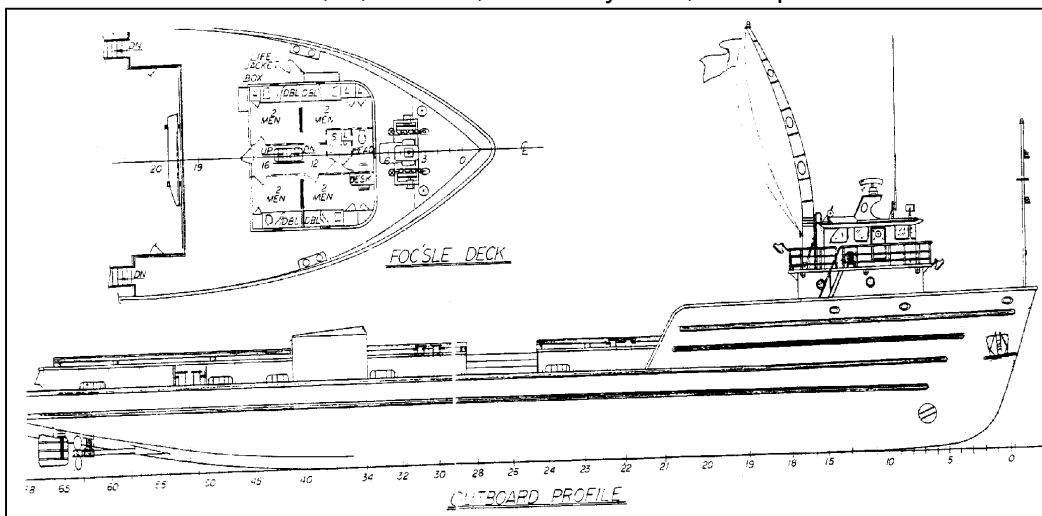 DN
LIFE
JACKET
BOX
L DBL DBL L L
2
MEN
2
MEN
S L
UP DN HEAD
20 19 16 12 6 3 0 ℄
DESK
2
MEN
2
MEN
DBL DBL
DN
FOC'SLE DECK
65 60 55 50 45 40 34 32 30 28 26 25 24 22 21 20 19 18 15 10 5 0
OUTBOARD PROFILE